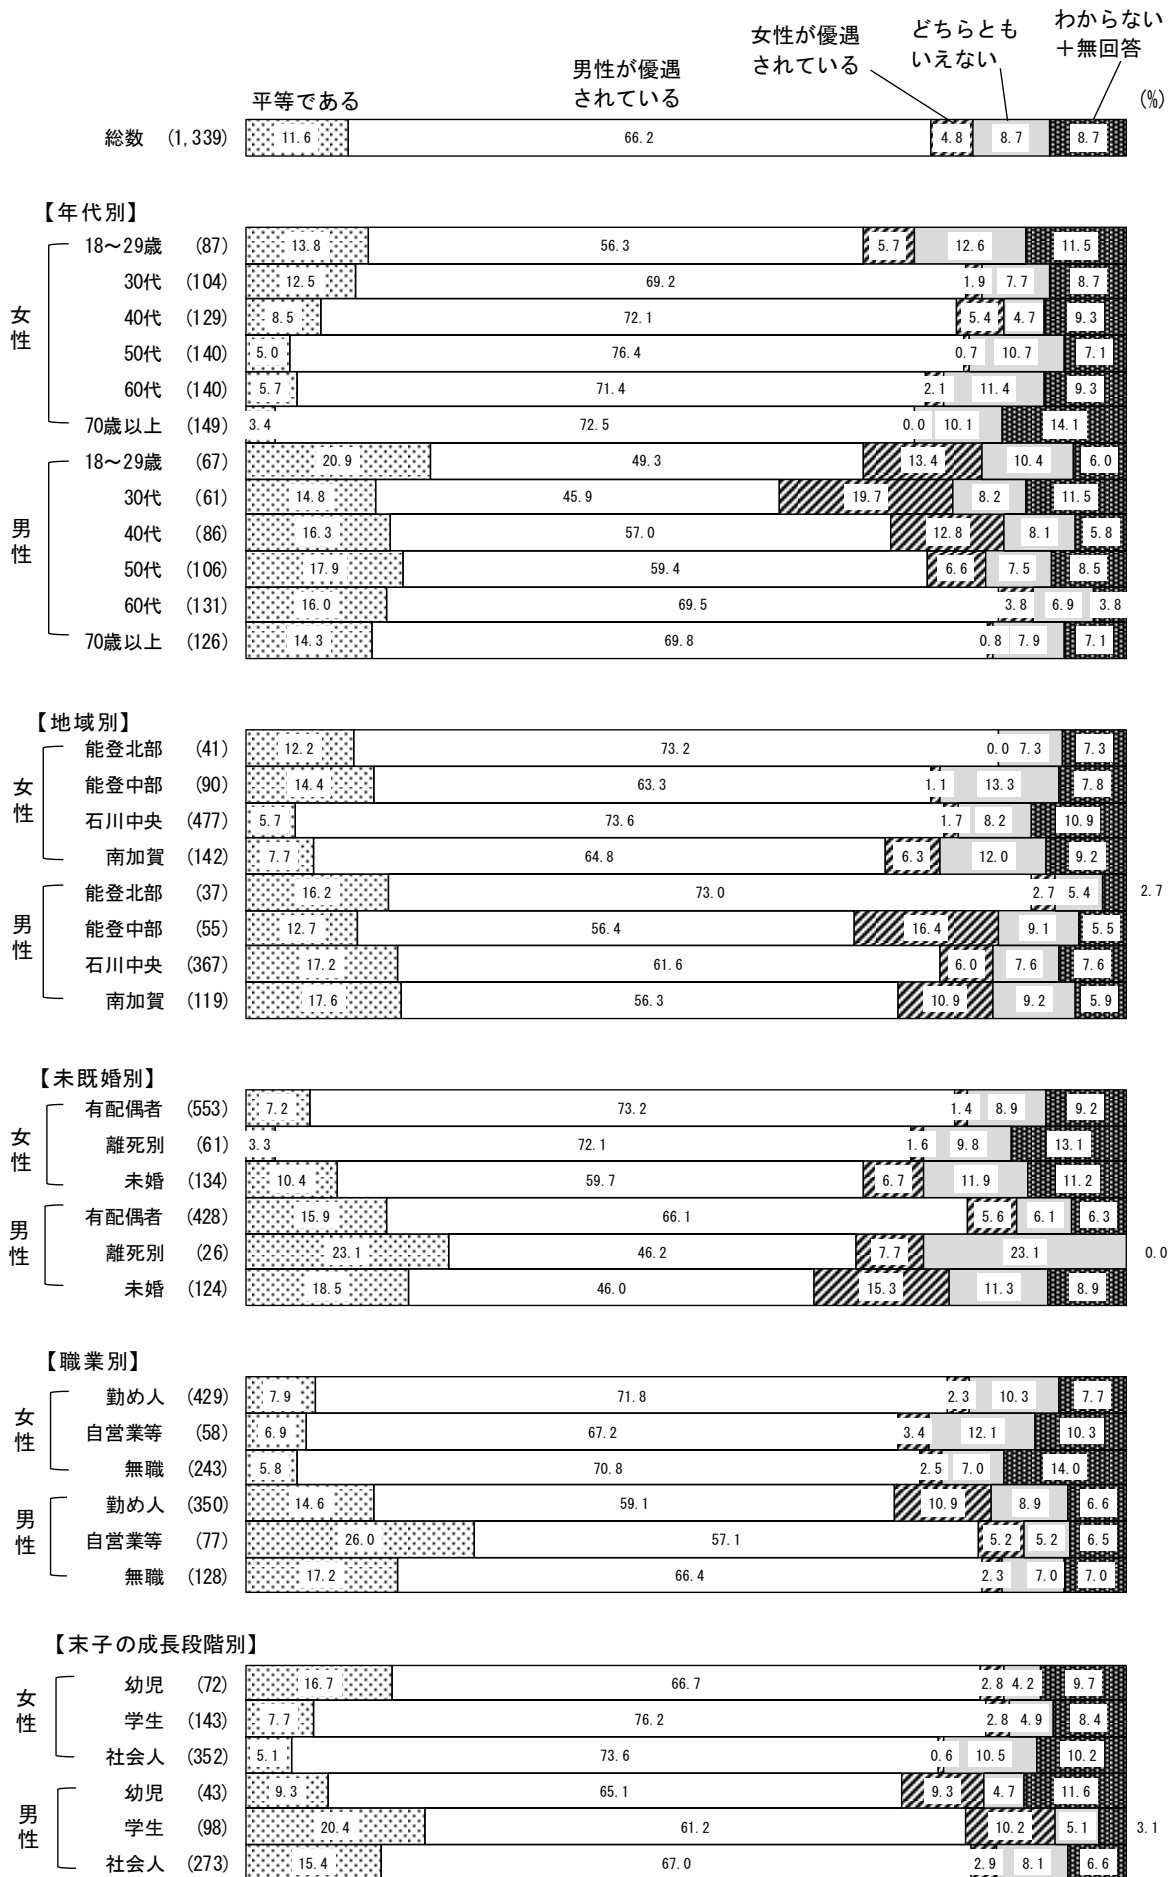 平等である
男性が優遇
されている
女性が優遇
されている
どちらとも
いえない
わからない
＋無回答
(%)
総数 (1,339) 11.6 66.2 4.8 8.7 8.7
【年代別】
女性
18～29歳 (87) 13.8 56.3 5.7 12.6 11.5
30代 (104) 12.5 69.2 1.9 7.7 8.7
40代 (129) 8.5 72.1 5.4 4.7 9.3
50代 (140) 5.0 76.4 0.7 10.7 7.1
60代 (140) 5.7 71.4 2.1 11.4 9.3
70歳以上 (149) 3.4 72.5 0.0 10.1 14.1
男性
18～29歳 (67) 20.9 49.3 13.4 10.4 6.0
30代 (61) 14.8 45.9 19.7 8.2 11.5
40代 (86) 16.3 57.0 12.8 8.1 5.8
50代 (106) 17.9 59.4 6.6 7.5 8.5
60代 (131) 16.0 69.5 3.8 6.9 3.8
70歳以上 (126) 14.3 69.8 0.8 7.9 7.1
【地域別】
女性
能登北部 (41) 12.2 73.2 0.0 7.3 7.3
能登中部 (90) 14.4 63.3 1.1 13.3 7.8
石川中央 (477) 5.7 73.6 1.7 8.2 10.9
南加賀 (142) 7.7 64.8 6.3 12.0 9.2
男性
能登北部 (37) 16.2 73.0 2.7 5.4 2.7
能登中部 (55) 12.7 56.4 16.4 9.1 5.5
石川中央 (367) 17.2 61.6 6.0 7.6 7.6
南加賀 (119) 17.6 56.3 10.9 9.2 5.9
【未既婚別】
女性
有配偶者 (553) 7.2 73.2 1.4 8.9 9.2
離死別 (61) 3.3 72.1 1.6 9.8 13.1
未婚 (134) 10.4 59.7 6.7 11.9 11.2
男性
有配偶者 (428) 15.9 66.1 5.6 6.1 6.3
離死別 (26) 23.1 46.2 7.7 23.1 0.0
未婚 (124) 18.5 46.0 15.3 11.3 8.9
【職業別】
女性
勤め人 (429) 7.9 71.8 2.3 10.3 7.7
自営業等 (58) 6.9 67.2 3.4 12.1 10.3
無職 (243) 5.8 70.8 2.5 7.0 14.0
男性
勤め人 (350) 14.6 59.1 10.9 8.9 6.6
自営業等 (77) 26.0 57.1 5.2 5.2 6.5
無職 (128) 17.2 66.4 2.3 7.0 7.0
【末子の成長段階別】
女性
幼児 (72) 16.7 66.7 2.8 4.2 9.7
学生 (143) 7.7 76.2 2.8 4.9 8.4
社会人 (352) 5.1 73.6 0.6 10.5 10.2
男性
幼児 (43) 9.3 65.1 9.3 4.7 11.6
学生 (98) 20.4 61.2 10.2 5.1 3.1
社会人 (273) 15.4 67.0 2.9 8.1 6.6